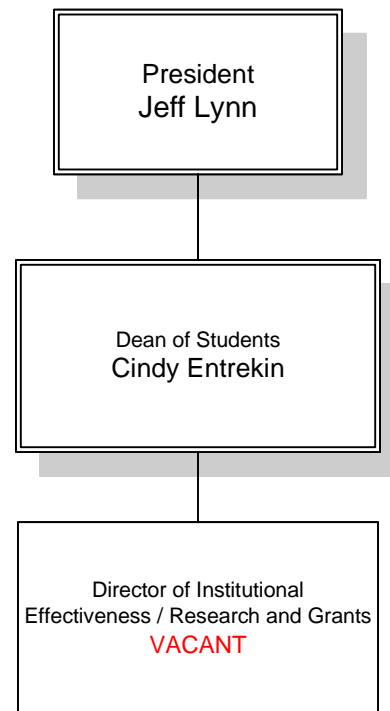 President
Jeff Lynn
Dean of Students
Cindy Entrekin
Director of Institutional
Effectiveness / Research and Grants
VACANT